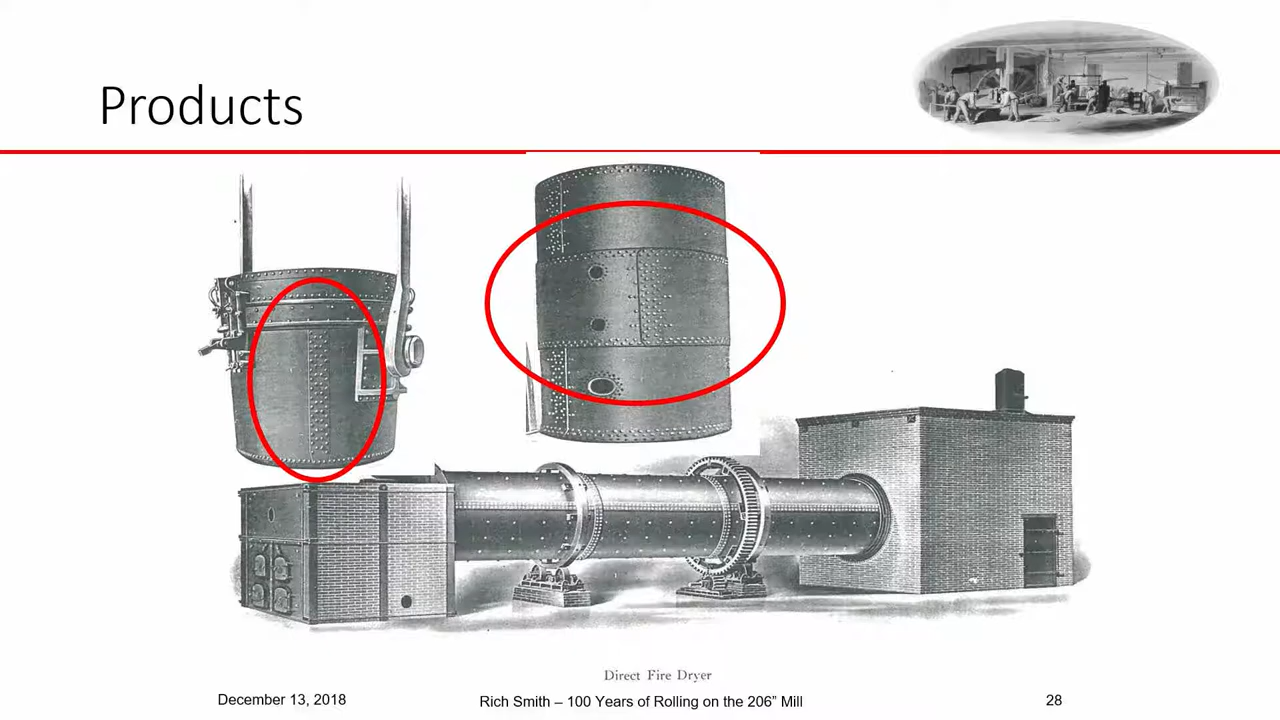 Products
Direct Fire Dryer
December 13, 2018
Rich Smith – 100 Years of Rolling on the 206” Mill
28